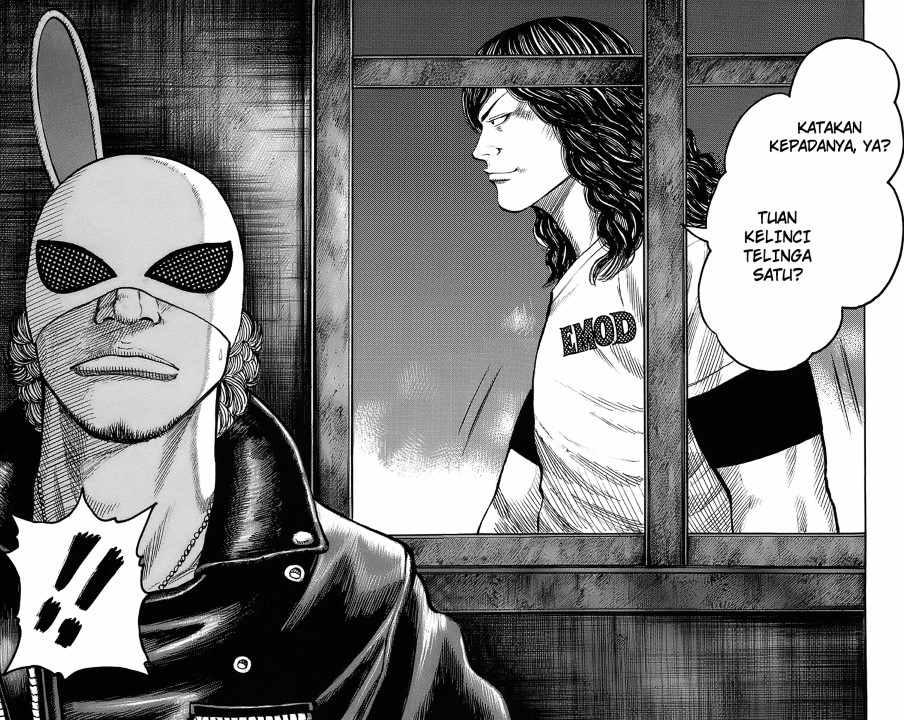 KATAKAN
KEPADANYA, YA?
TUAN
KELINCI
TELINGA
SATU?
EMOD
!!